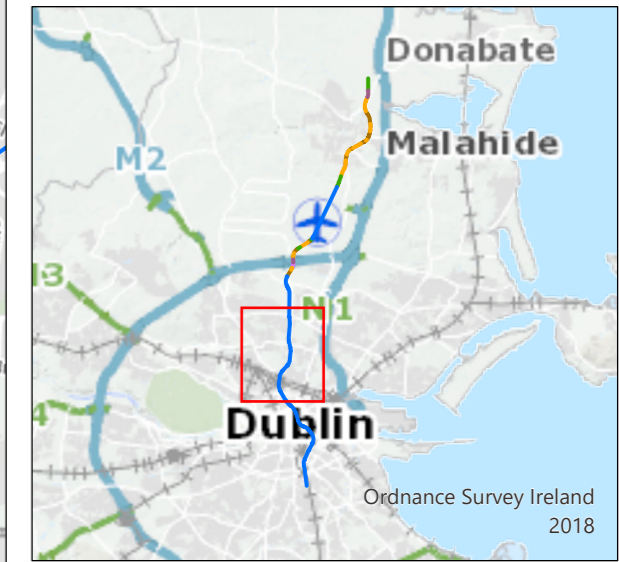 Donabate
M2
Malahide
N1
Dublin
Ordnance Survey Ireland
2018